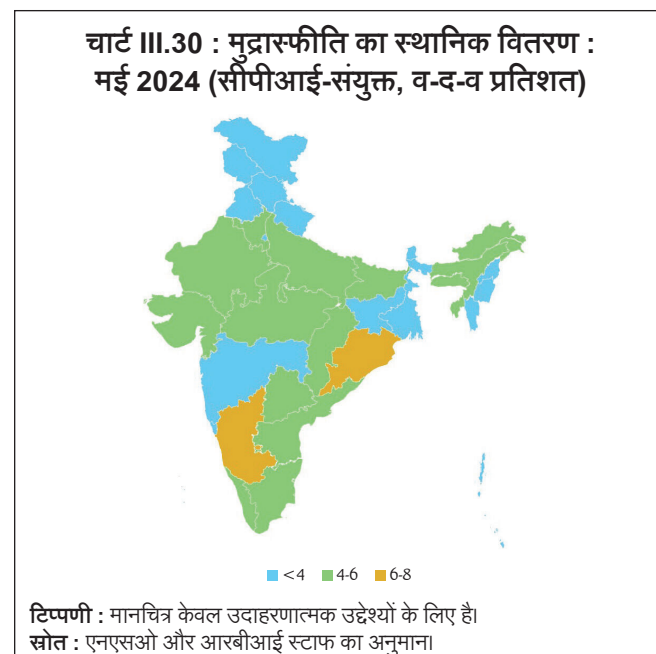 चार्ट III.30 : मुद्रास्फीति का स्थानिक वितरण :
मई 2024 (सीपीआई-संयुक्त, व-द-व प्रतिशत)
<4 4-6 6-8
टिप्पणी : मानचित्र केवल उदाहरणात्मक उद्देश्यों के लिए है।
स्रोत : एनएसओ और आरबीआई स्टाफ का अनुमान।